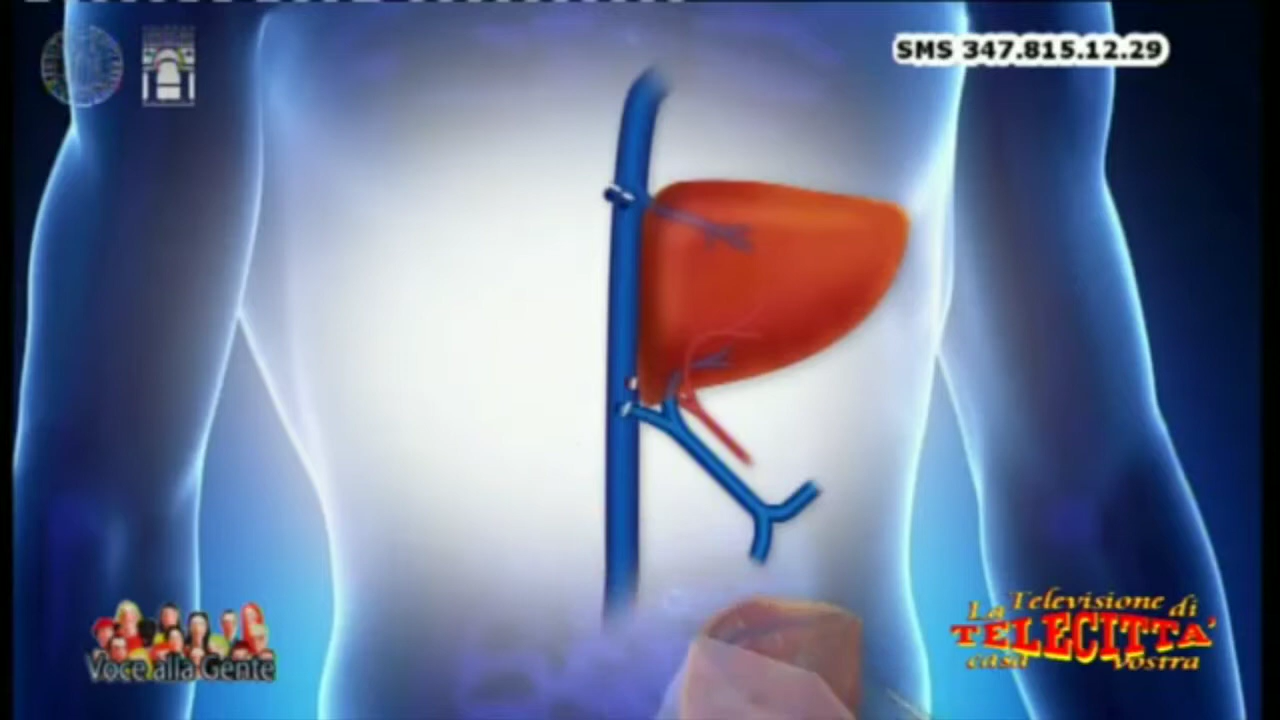 SMS 347.815.12.29
Voce alla Gente
La Televisione di
TELECITTA'
casa Vostra